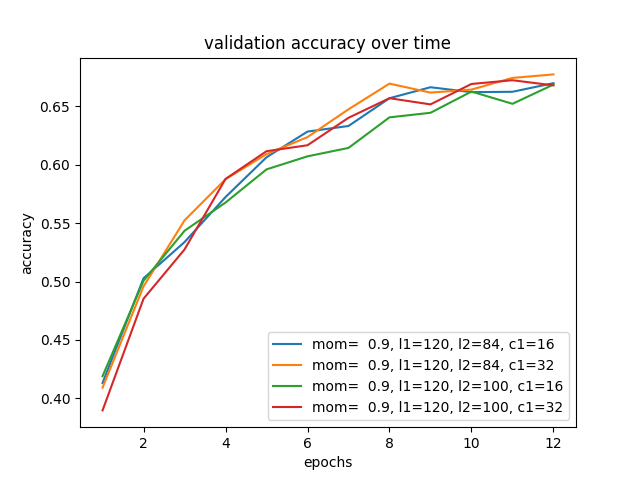 validation accuracy over time
accuracy
0.65
0.60
0.55
0.50
0.45
0.40
mom=  0.9, l1=120, l2=84, c1=16
mom=  0.9, l1=120, l2=84, c1=32
mom=  0.9, l1=120, l2=100, c1=16
mom=  0.9, l1=120, l2=100, c1=32
2 4 6 8 10 12
epochs